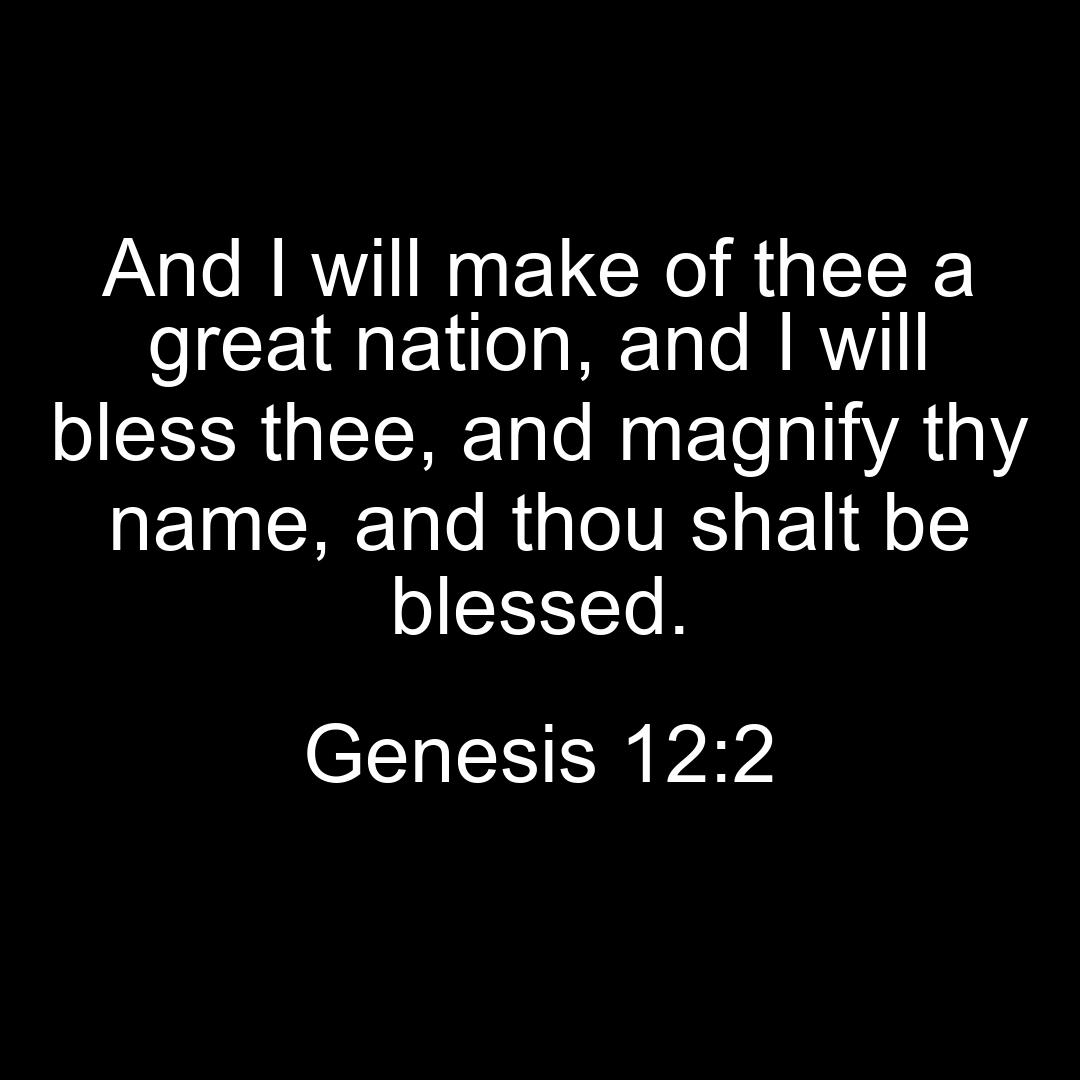 And I will make of thee a
great nation, and I will
bless thee, and magnify thy
name, and thou shalt be
blessed.
Genesis 12:2